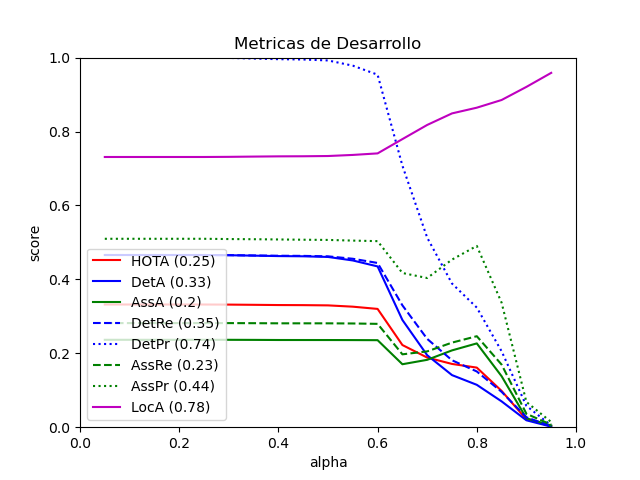 Metricas de Desarrollo
1.0
0.8
0.6
0.4
0.2
0.0
score
HOTA (0.25)
DetA (0.33)
AssA (0.2)
DetRe (0.35)
DetPr (0.74)
AssRe (0.23)
AssPr (0.44)
LocA (0.78)
0.0 0.2 0.4 0.6 0.8 1.0
alpha